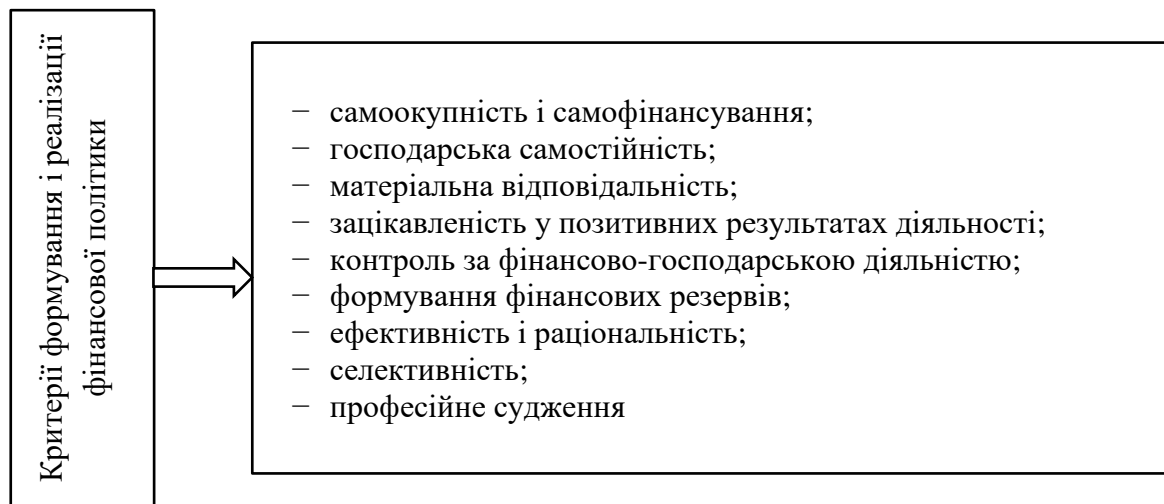 Критерії формування і реалізації
фінансової політики
− самоокупність і самофінансування;
− господарська самостійність;
− матеріальна відповідальність;
− зацікавленість у позитивних результатах діяльності;
− контроль за фінансово-господарською діяльністю;
− формування фінансових резервів;
− ефективність і раціональність;
− селективність;
− професійне судження